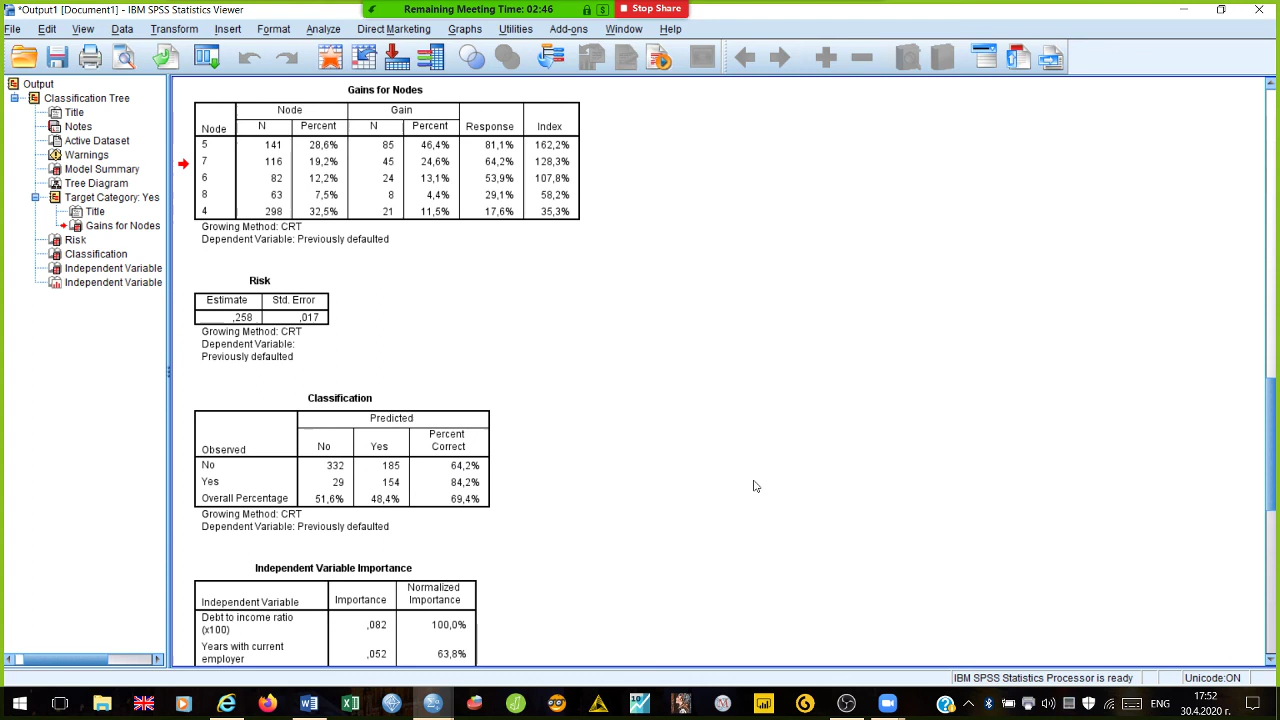 *Output1 [Document1] - IBM SPSS Statistics Viewer
Remaining Meeting Time: 02:46
Stop Share
File Edit View Data Transform Insert Format Analyze Direct Marketing Graphs Utilities Add-ons Window Help
Output
Classification Tree
Title
Notes
Active Dataset
Warnings
Model Summary
Tree Diagram
Target Category: Yes
Title
Gains for Nodes
Risk
Classification
Independent Variable
Independent Variable
Gains for Nodes
Node Gain
Node N Percent N Percent Response Index
5 141 28,6% 85 46,4% 81,1% 162,2%
7 116 19,2% 45 24,6% 64,2% 128,3%
6 82 12,2% 24 13,1% 53,9% 107,8%
8 63 7,5% 8 4,4% 29,1% 58,2%
4 298 32,5% 21 11,5% 17,6% 35,3%
Growing Method: CRT
Dependent Variable: Previously defaulted
Risk
Estimate Std. Error
,258 ,017
Growing Method: CRT
Dependent Variable:
Previously defaulted
Classification
Predicted
Percent
Observed No Yes Correct
No 332 185 64,2%
Yes 29 154 84,2%
Overall Percentage 51,6% 48,4% 69,4%
Growing Method: CRT
Dependent Variable: Previously defaulted
Independent Variable Importance
Normalized
Independent Variable Importance Importance
Debt to income ratio
(x100) ,082 100,0%
Years with current
employer ,052 63,8%
IBM SPSS Statistics Processor is ready Unicode:ON
ENG
17:52
30.4.2020 г.